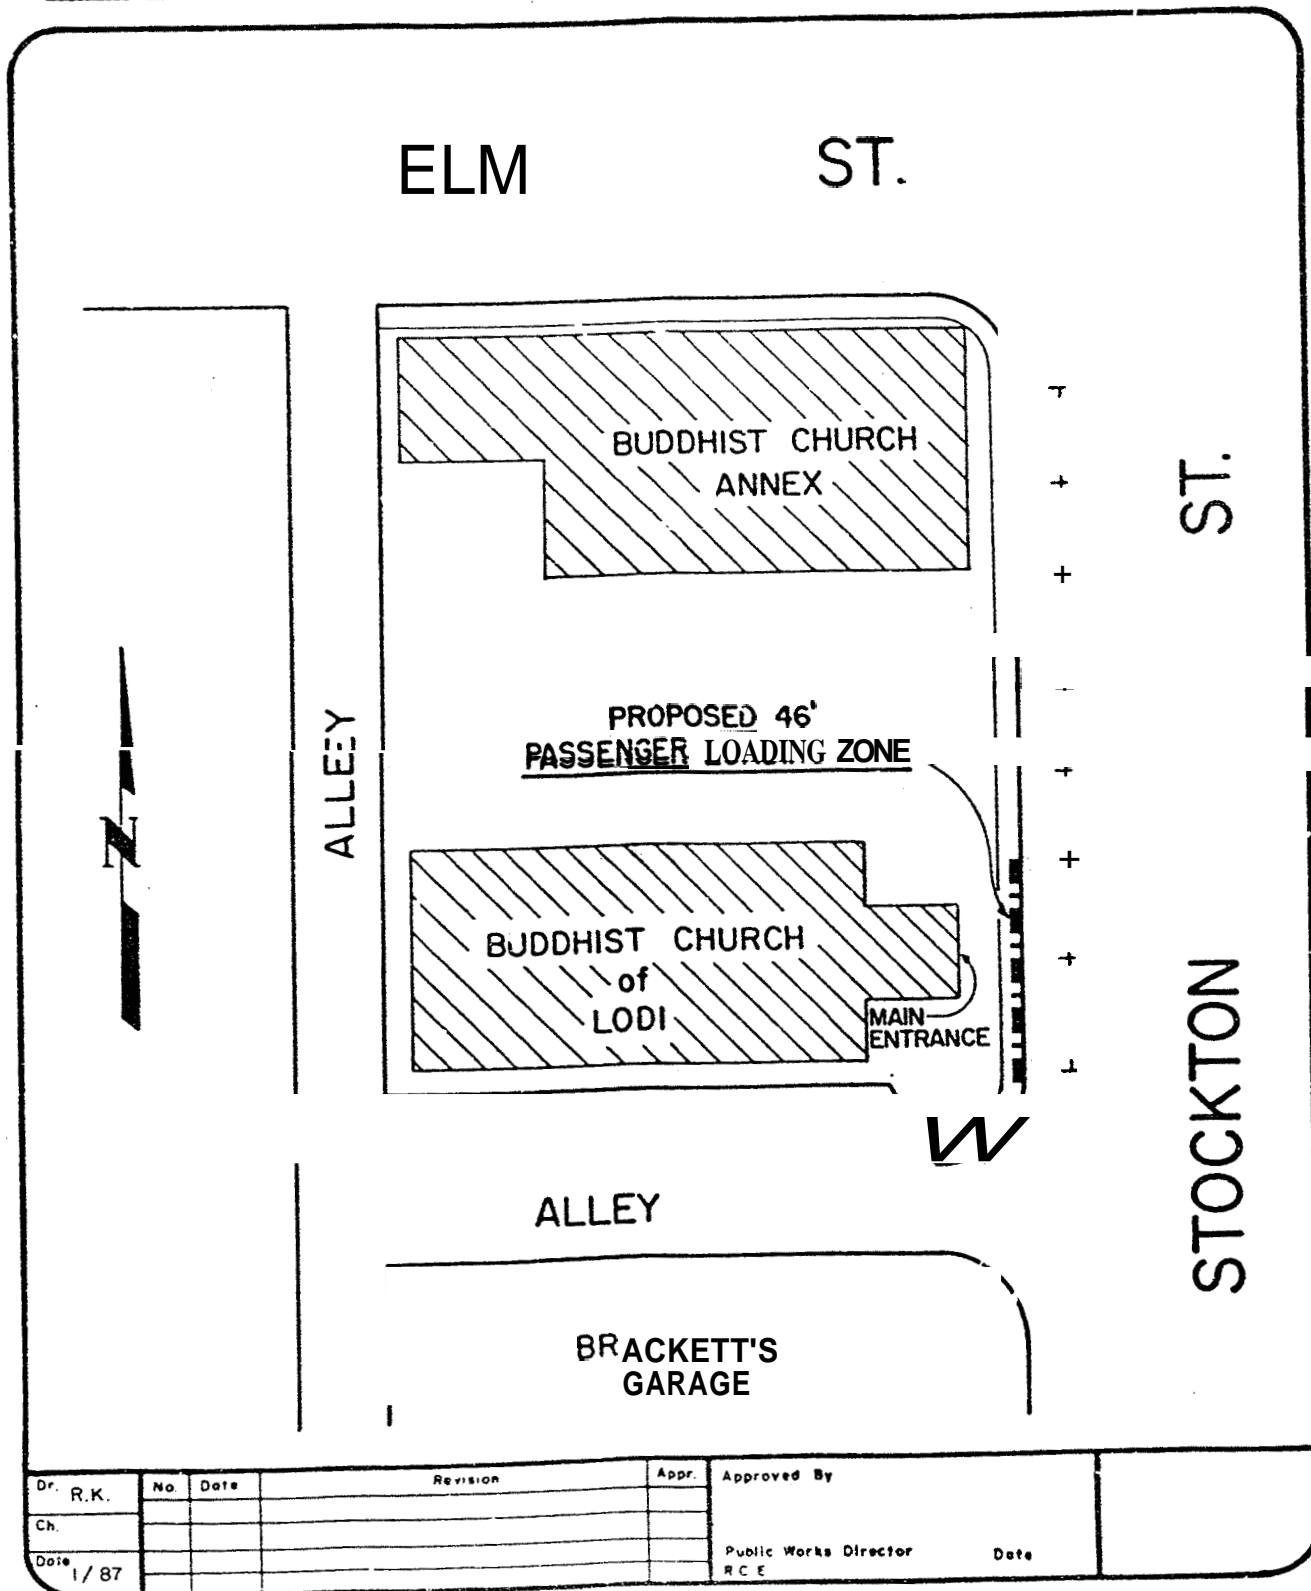 ELM ST.
BUDDHIST CHURCH
ANNEX
ST.
PROPOSED 46'
PASSENGER LOADING ZONE
ALLEY
N
BUDDHIST CHURCH
of
LODI
MAIN
ENTRANCE
STOCKTON
W
ALLEY
BRACKETT'S
GARAGE
Dr. R.K.
No. Date Revision Appr.
Approved By
Ch.
Date 1/87
Public Works Director Date
RCE